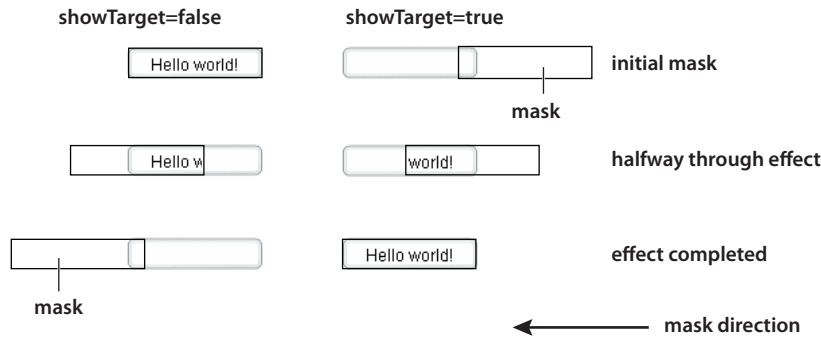 showTarget=false showTarget=true
Hello world! initial mask
mask
Hello w world! halfway through effect
Hello world! effect completed
mask
mask direction